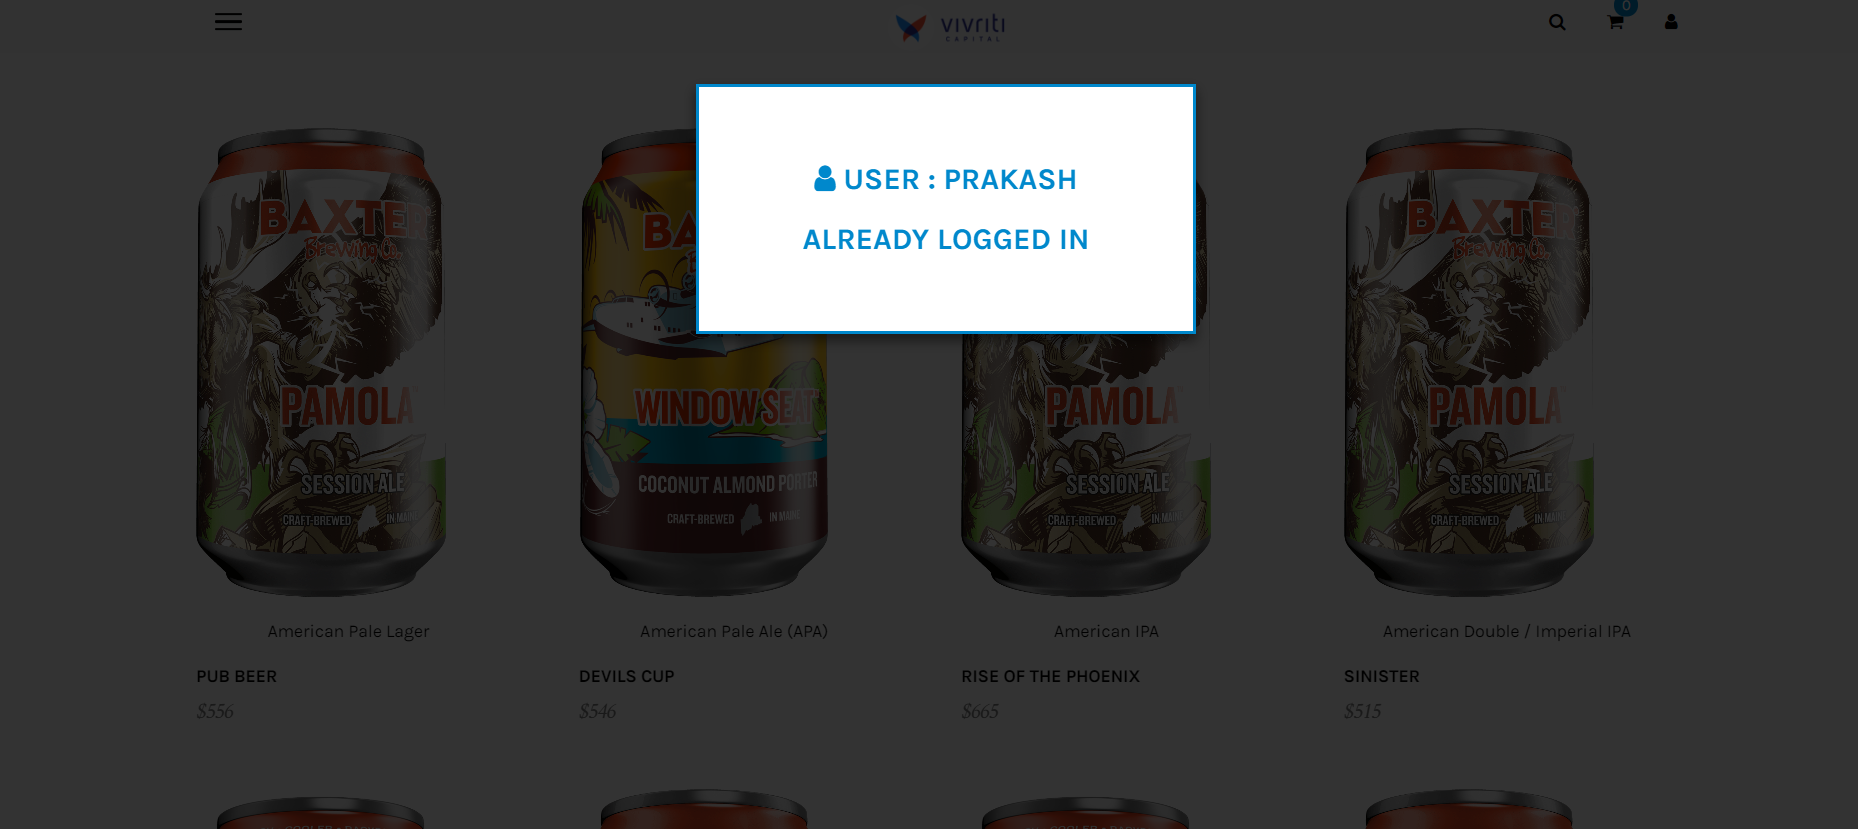 vivriti
CAPITAL
0
USER : PRAKASH
ALREADY LOGGED IN
BAXTER
Brewing Co.
PAMOLA
SESSION ALE
CRAFT-BREWED IN MAINE
WINDOW SEAT
COCONUT ALMOND PORTER
CRAFT-BREWED IN MAINE
PAMOLA
SESSION ALE
CRAFT-BREWED IN MAINE
BAXTER
Brewing Co.
PAMOLA
SESSION ALE
CRAFT-BREWED IN MAINE
American Pale Lager
American Pale Ale (APA)
American IPA
American Double / Imperial IPA
PUB BEER
DEVILS CUP
RISE OF THE PHOENIX
SINISTER
$556
$546
$665
$515